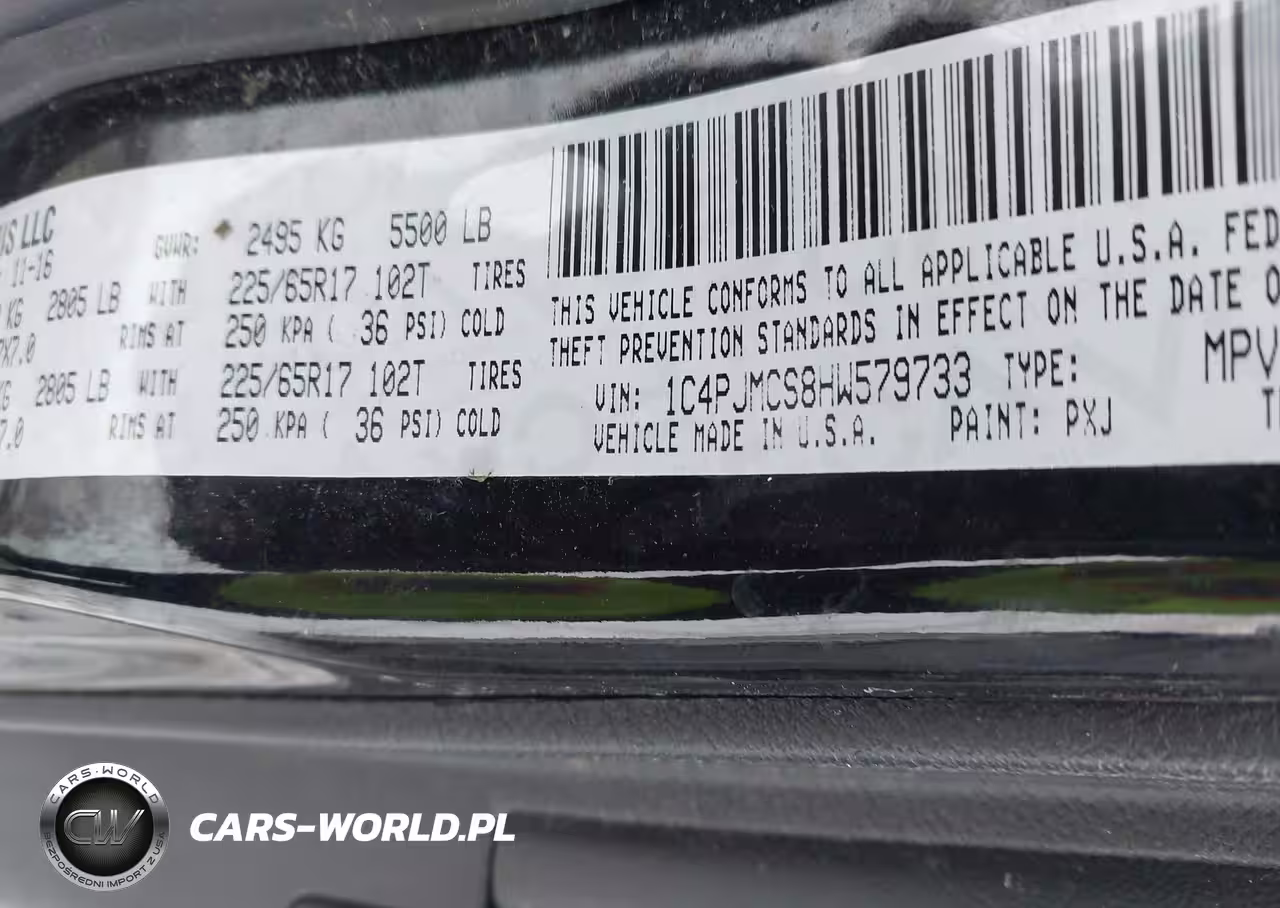 US LLC
11-16
GVWR: 2495 KG 5500 LB
KG 2805 LB WITH 225/65R17 102T TIRES
X7.0 RIMS AT 250 KPA ( 36 PSI) COLD
KG 2805 LB WITH 225/65R17 102T TIRES
7.0 RIMS AT 250 KPA ( 36 PSI) COLD
THIS VEHICLE CONFORMS TO ALL APPLICABLE U.S.A. FED
THEFT PREVENTION STANDARDS IN EFFECT ON THE DATE O
VIN: 1C4PJMCS8HW579733 TYPE: MPV
VEHICLE MADE IN U.S.A. PAINT: PXJ T
CARS-WORLD
CW
BEZPOŚREDNI IMPORT Z USA
CARS-WORLD.PL